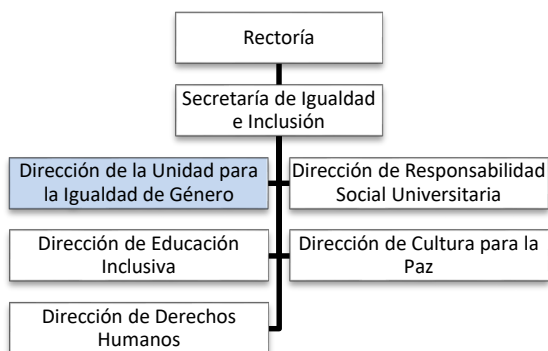 Rectoría
Secretaría de Igualdad
e Inclusión
Dirección de la Unidad para
la Igualdad de Género
Dirección de Responsabilidad
Social Universitaria
Dirección de Educación
Inclusiva
Dirección de Cultura para la
Paz
Dirección de Derechos
Humanos